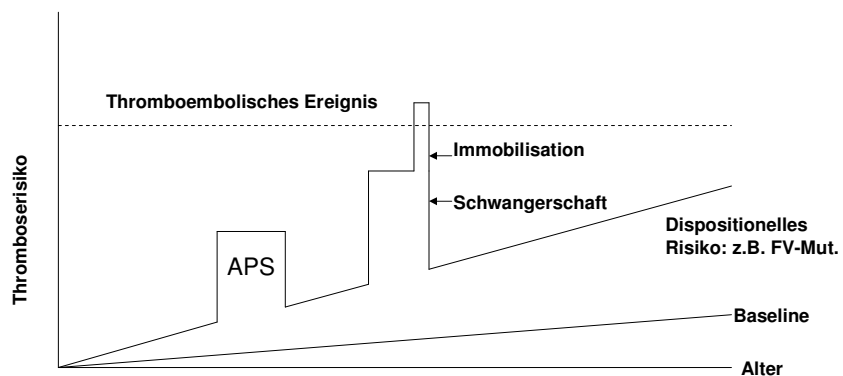 Thromboembolisches Ereignis
Immobilisation
Schwangerschaft
Thromboserisiko
APS
Dispositionelles
Risiko: z.B. FV-Mut.
Baseline
Alter